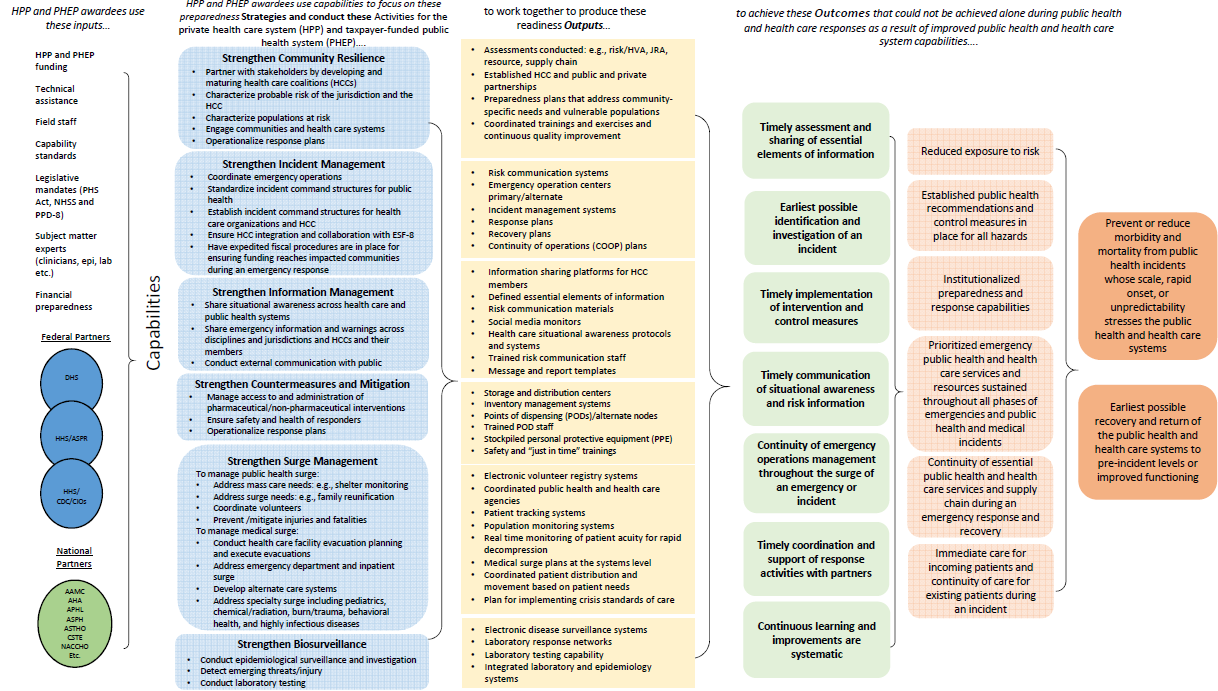 HPP and PHEP awardees use
these inputs…
HPP and PHEP
funding
Technical
assistance
Field staff
Capability
standards
Legislative
mandates (PHS
Act, NHSS and
PPD-8)
Subject matter
experts
(clinicians, epi, lab
etc.)
Financial
preparedness
Federal Partners
DHS
HHS/ASPR
HHS/
CDC/CIOs
National
Partners
AAMC
AHA
APHL
ASPH
ASTHO
CSTE
NACCHO
Etc.
Capabilities
HPP and PHEP awardees use capabilities to focus on these
preparedness Strategies and conduct these Activities for the
private health care system (HPP) and taxpayer-funded public
health system (PHEP)….
Strengthen Community Resilience
• Partner with stakeholders by developing and
maturing health care coalitions (HCCs)
• Characterize probable risk of the jurisdiction and the
HCC
• Characterize populations at risk
• Engage communities and health care systems
• Operationalize response plans
Strengthen Incident Management
• Coordinate emergency operations
• Standardize incident command structures for public
health
• Establish incident command structures for health
care organizations and HCC
• Ensure HCC integration and collaboration with ESF-8
• Have expedited fiscal procedures are in place for
ensuring funding reaches impacted communities
during an emergency response
Strengthen Information Management
• Share situational awareness across health care and
public health systems
• Share emergency information and warnings across
disciplines and jurisdictions and HCCs and their
members
• Conduct external communication with public
Strengthen Countermeasures and Mitigation
• Manage access to and administration of
pharmaceutical/non-pharmaceutical interventions
• Ensure safety and health of responders
• Operationalize response plans
Strengthen Surge Management
To manage public health surge:
• Address mass care needs: e.g., shelter monitoring
• Address surge needs: e.g., family reunification
• Coordinate volunteers
• Prevent /mitigate injuries and fatalities
To manage medical surge:
• Conduct health care facility evacuation planning
and execute evacuations
• Address emergency department and inpatient
surge
• Develop alternate care systems
• Address specialty surge including pediatrics,
chemical/radiation, burn/trauma, behavioral
health, and highly infectious diseases
Strengthen Biosurveillance
• Conduct epidemiological surveillance and investigation
• Detect emerging threats/injury
• Conduct laboratory testing
to work together to produce these
readiness Outputs…
• Assessments conducted: e.g., risk/HVA, JRA,
resource, supply chain
• Established HCC and public and private
partnerships
• Preparedness plans that address community-
specific needs and vulnerable populations
• Coordinated trainings and exercises and
continuous quality improvement
• Risk communication systems
• Emergency operation centers
primary/alternate
• Incident management systems
• Response plans
• Recovery plans
• Continuity of operations (COOP) plans
• Information sharing platforms for HCC
members
• Defined essential elements of information
• Risk communication materials
• Social media monitors
• Health care situational awareness protocols
and systems
• Trained risk communication staff
• Message and report templates
• Storage and distribution centers
• Inventory management systems
• Points of dispensing (PODs)/alternate nodes
• Trained POD staff
• Stockpiled personal protective equipment (PPE)
• Safety and “just in time” trainings
• Electronic volunteer registry systems
• Coordinated public health and health care
agencies
• Patient tracking systems
• Population monitoring systems
• Real time monitoring of patient acuity for rapid
decompression
• Medical surge plans at the systems level
• Coordinated patient distribution and
movement based on patient needs
• Plan for implementing crisis standards of care
• Electronic disease surveillance systems
• Laboratory response networks
• Laboratory testing capability
• Integrated laboratory and epidemiology
systems
to achieve these Outcomes that could not be achieved alone during public health
and health care responses as a result of improved public health and health care
system capabilities….
Timely assessment and
sharing of essential
elements of information
Earliest possible
identification and
investigation of an
incident
Timely implementation
of intervention and
control measures
Timely communication
of situational awareness
and risk information
Continuity of emergency
operations management
throughout the surge of
an emergency or
incident
Timely coordination and
support of response
activities with partners
Continuous learning and
improvements are
systematic
Reduced exposure to risk
Established public health
recommendations and
control measures in
place for all hazards
Institutionalized
preparedness and
response capabilities
Prioritized emergency
public health and health
care services and
resources sustained
throughout all phases of
emergencies and public
health and medical
incidents
Continuity of essential
public health and health
care services and supply
chain during an
emergency response and
recovery
Immediate care for
incoming patients and
continuity of care for
existing patients during
an incident
Prevent or reduce
morbidity and
mortality from public
health incidents
whose scale, rapid
onset, or
unpredictability
stresses the public
health and health care
systems
Earliest possible
recovery and return of
the public health and
health care systems to
pre-incident levels or
improved functioning